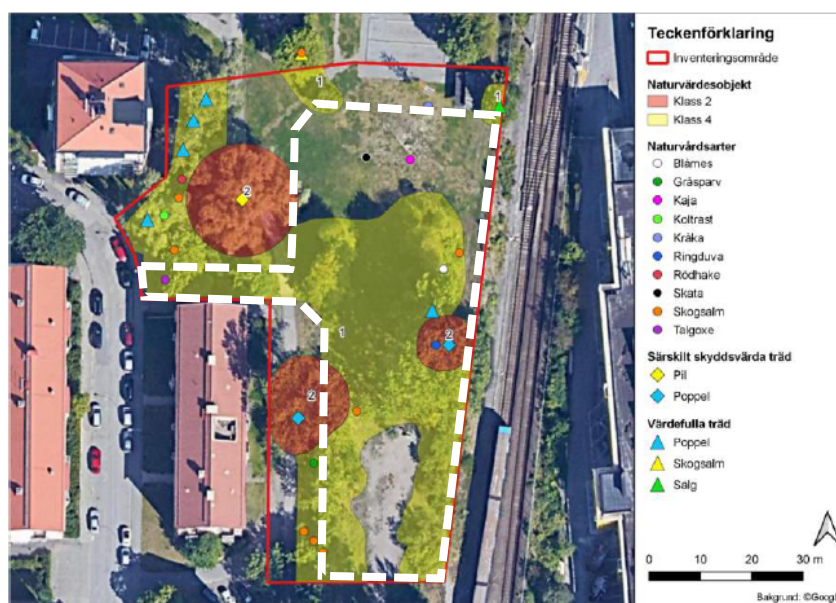 Teckenförklaring
Inventeringsområde
Naturvärdesobjekt
Klass 2
Klass 4
Naturvårdsarter
Blåmes
Gråsparv
Kaja
Koltrast
Kråka
Ringduva
Rödhake
Skata
Skogsalm
Talgoxe
Särskilt skyddsvärda träd
Pil
Poppel
Värdefulla träd
Poppel
Skogsalm
Salg
0 10 20 30 m
Bakgrund: ©Googl
1
1
2
1
2
2